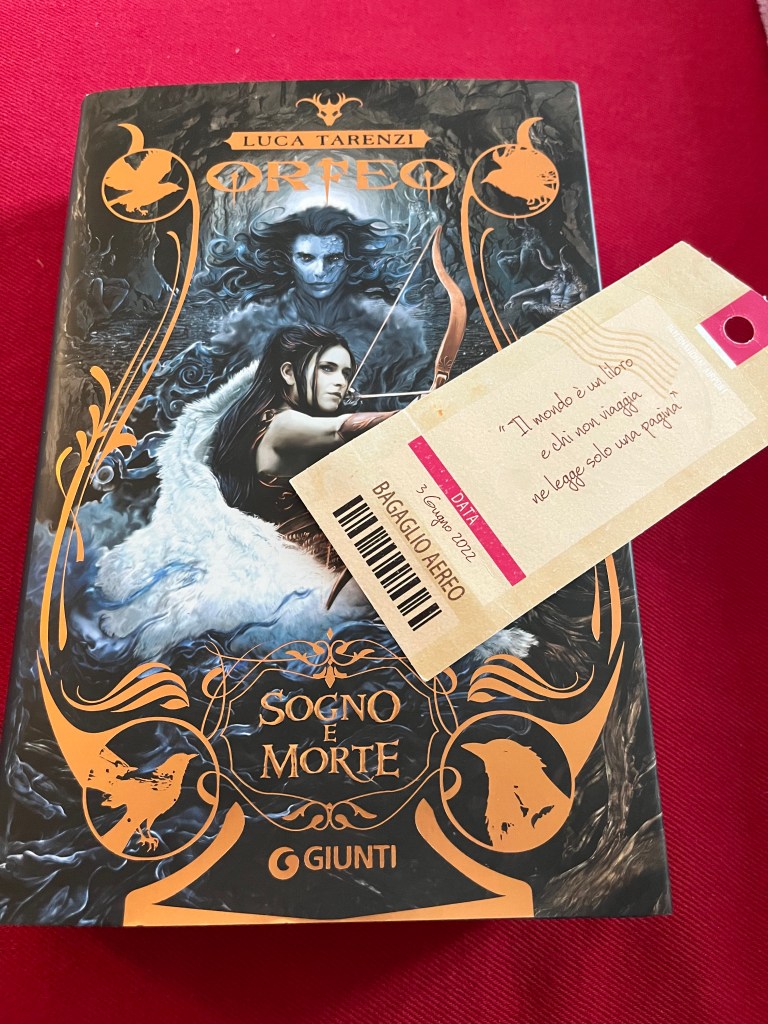 LUCA TARENZI
ORFEO
"Il mondo è un libro
e chi non viaggia
ne legge solo una pagina"
DATA
3 Giugno 2022
BAGAGLIO AEREO
SOGNO
E
MORTE
GIUNTI